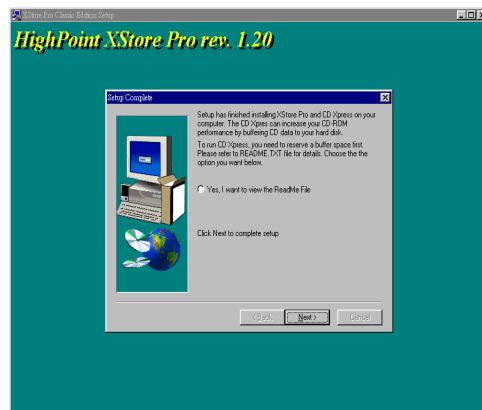 XStore Pro Classic Edition Setup
HighPoint XStore Pro rev. 1.20
Setup Complete
Setup has finished installing XStore Pro and CD Xpress on your
computer. The CD Xpres can increase your CD-ROM
performance by buffering CD data to your hard disk.
To run CD Xpress, you need to reserve a buffer space first.
Please refer to README.TXT file for details. Choose the the
option you want below.
Yes, I want to view the ReadMe File
Click Next to complete setup
< Back
Next >
Cancel